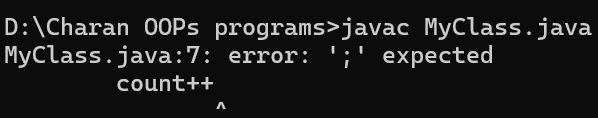 D:\Charan OOPs programs>javac MyClass.java
MyClass.java:7: error: ';' expected
        count++
               ^